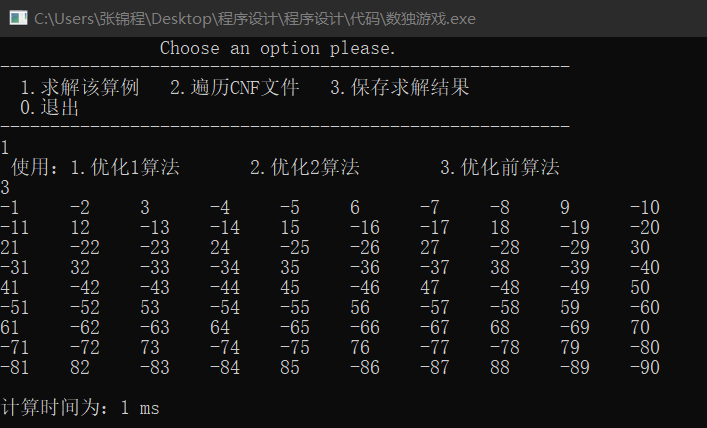 C:\Users\张锦程\Desktop\程序设计\程序设计\代码\数独游戏.exe
Choose an option please.
---------------------------------------------------------
1.求解该算例 2.遍历CNF文件 3.保存求解结果
0.退出
---------------------------------------------------------
1
使用：1.优化1算法 2.优化2算法 3.优化前算法
3
-1 -2 3 -4 -5 6 -7 -8 9 -10
-11 12 -13 -14 15 -16 -17 18 -19 -20
21 -22 -23 24 -25 -26 27 -28 -29 30
-31 32 -33 -34 35 -36 -37 38 -39 -40
41 -42 -43 -44 45 -46 47 -48 -49 50
-51 -52 53 -54 -55 56 -57 -58 59 -60
61 -62 -63 64 -65 -66 -67 68 -69 70
-71 -72 73 -74 -75 76 -77 -78 79 -80
-81 82 -83 -84 85 -86 -87 88 -89 -90
计算时间为：1 ms